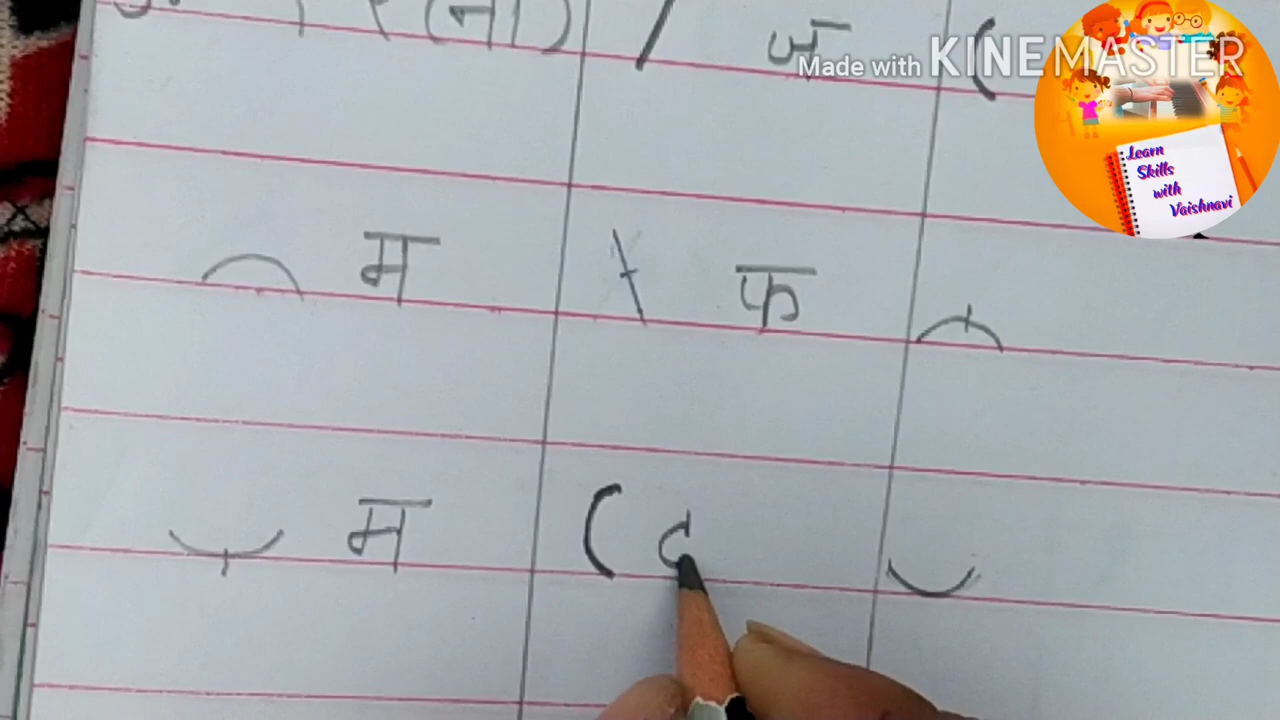 (ना) / ज (
Made with KINEMASTER
Learn
Skills
with
Vaishnavi
म \ फ
म (